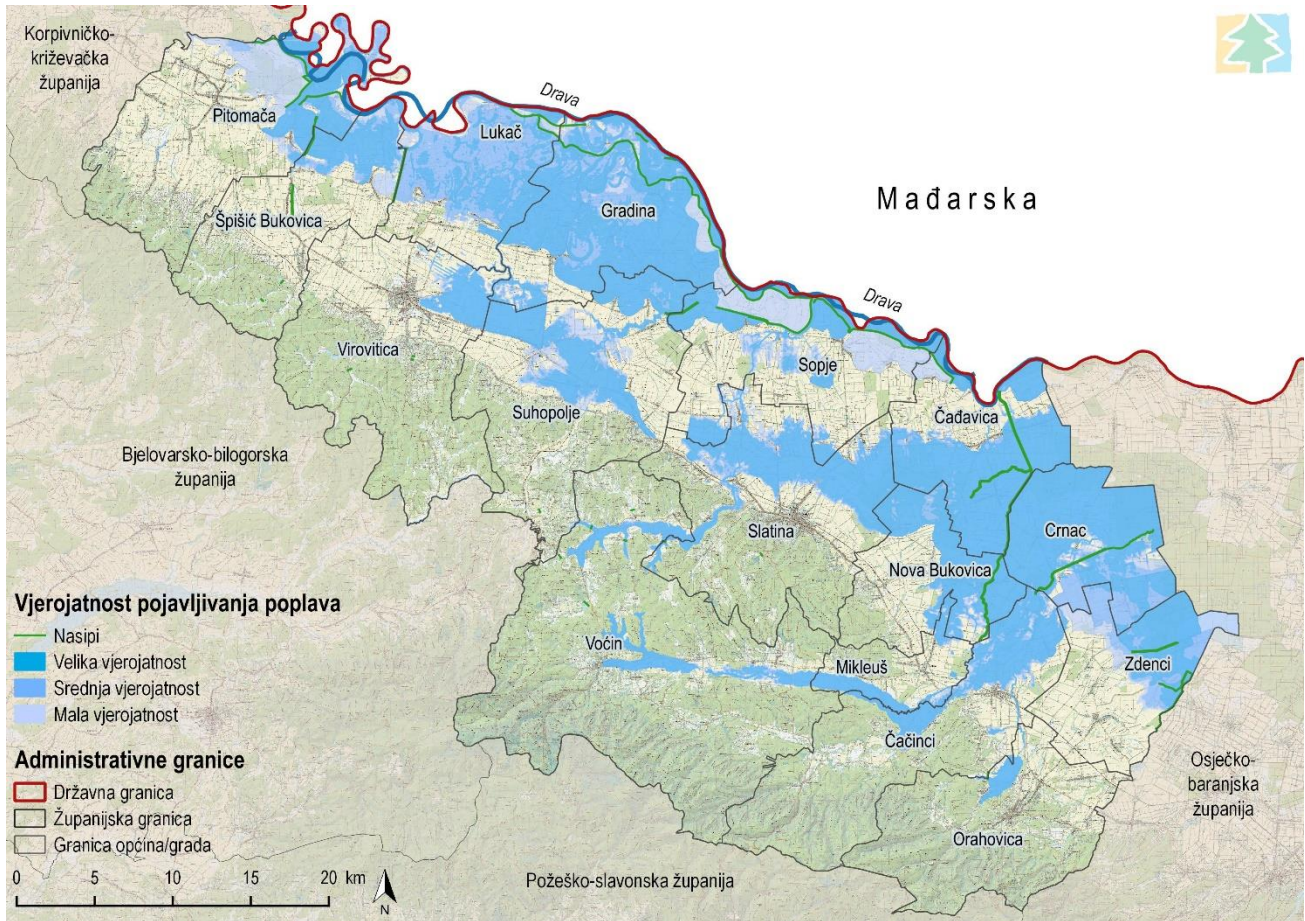 Korpivničko-
križevačka
županija
Pitomača
Drava
Lukač
Mađarska
Gradina
Špišić Bukovica
Drava
Virovitica
Sopje
Suhopolje
Čađavica
Bjelovarsko-bilogorska
županija
Slatina
Crnac
Nova Bukovica
Voćin
Mikleuš
Zdenci
Čačinci
Orahovica
Osječko-
baranjska
županija
Požeško-slavonska županija
Vjerojatnost pojavljivanja poplava
Nasipi
Velika vjerojatnost
Srednja vjerojatnost
Mala vjerojatnost
Administrativne granice
Državna granica
Županijska granica
Granica općina/grada
0 5 10 15 20 km
N